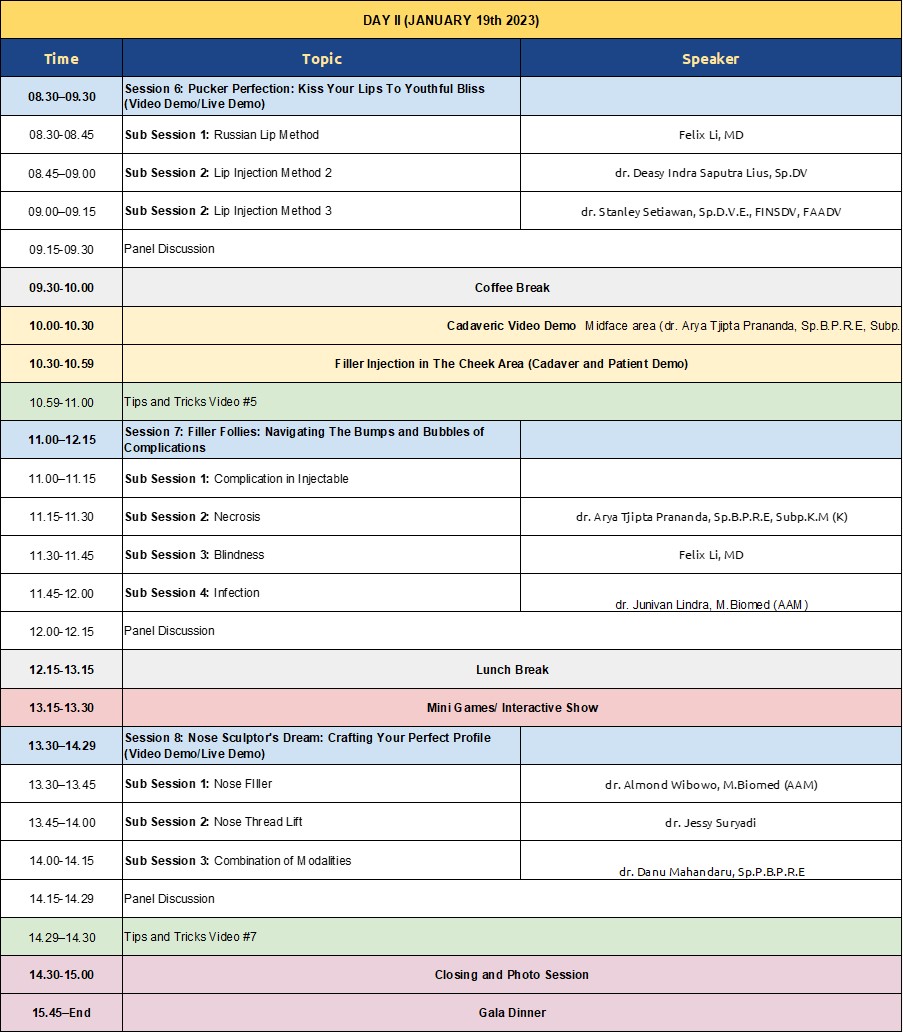 DAY II (JANUARY 19th 2023)
Time Topic Speaker
08.30–09.30 Session 6: Pucker Perfection: Kiss Your Lips To Youthful Bliss
(Video Demo/Live Demo)
08.30-08.45 Sub Session 1: Russian Lip Method Felix Li, MD
08.45–09.00 Sub Session 2: Lip Injection Method 2 dr. Deasy Indra Saputra Lius, Sp.DV
09.00–09.15 Sub Session 2: Lip Injection Method 3 dr. Stanley Setiawan, Sp.D.V.E., FINSDV, FAADV
09.15-09.30 Panel Discussion
09.30-10.00 Coffee Break
10.00-10.30 Cadaveric Video Demo Midface area (dr. Arya Tjipta Prananda, Sp.B.P.R.E, Subp.
10.30-10.59 Filler Injection in The Cheek Area (Cadaver and Patient Demo)
10.59-11.00 Tips and Tricks Video #5
11.00–12.15 Session 7: Filler Follies: Navigating The Bumps and Bubbles of
Complications
11.00–11.15 Sub Session 1: Complication in Injectable
11.15-11.30 Sub Session 2: Necrosis dr. Arya Tjipta Prananda, Sp.B.P.R.E, Subp.K.M (K)
11.30-11.45 Sub Session 3: Blindness Felix Li, MD
11.45-12.00 Sub Session 4: Infection dr. Junivan Lindra, M.Biomed (AAM)
12.00-12.15 Panel Discussion
12.15-13.15 Lunch Break
13.15-13.30 Mini Games/ Interactive Show
13.30–14.29 Session 8: Nose Sculptor's Dream: Crafting Your Perfect Profile
(Video Demo/Live Demo)
13.30–13.45 Sub Session 1: Nose FIller dr. Almond Wibowo, M.Biomed (AAM)
13.45–14.00 Sub Session 2: Nose Thread Lift dr. Jessy Suryadi
14.00-14.15 Sub Session 3: Combination of Modalities dr. Danu Mahandaru, Sp.P.B.P.R.E
14.15-14.29 Panel Discussion
14.29–14.30 Tips and Tricks Video #7
14.30-15.00 Closing and Photo Session
15.45–End Gala Dinner